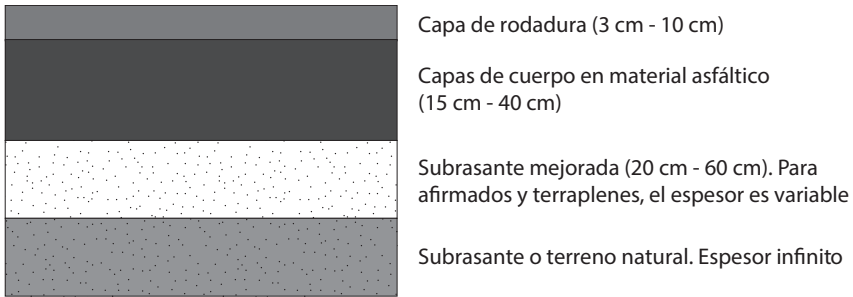 Capa de rodadura (3 cm - 10 cm)
Capas de cuerpo en material asfáltico
(15 cm - 40 cm)
Subrasante mejorada (20 cm - 60 cm). Para
afirmados y terraplenes, el espesor es variable
Subrasante o terreno natural. Espesor infinito